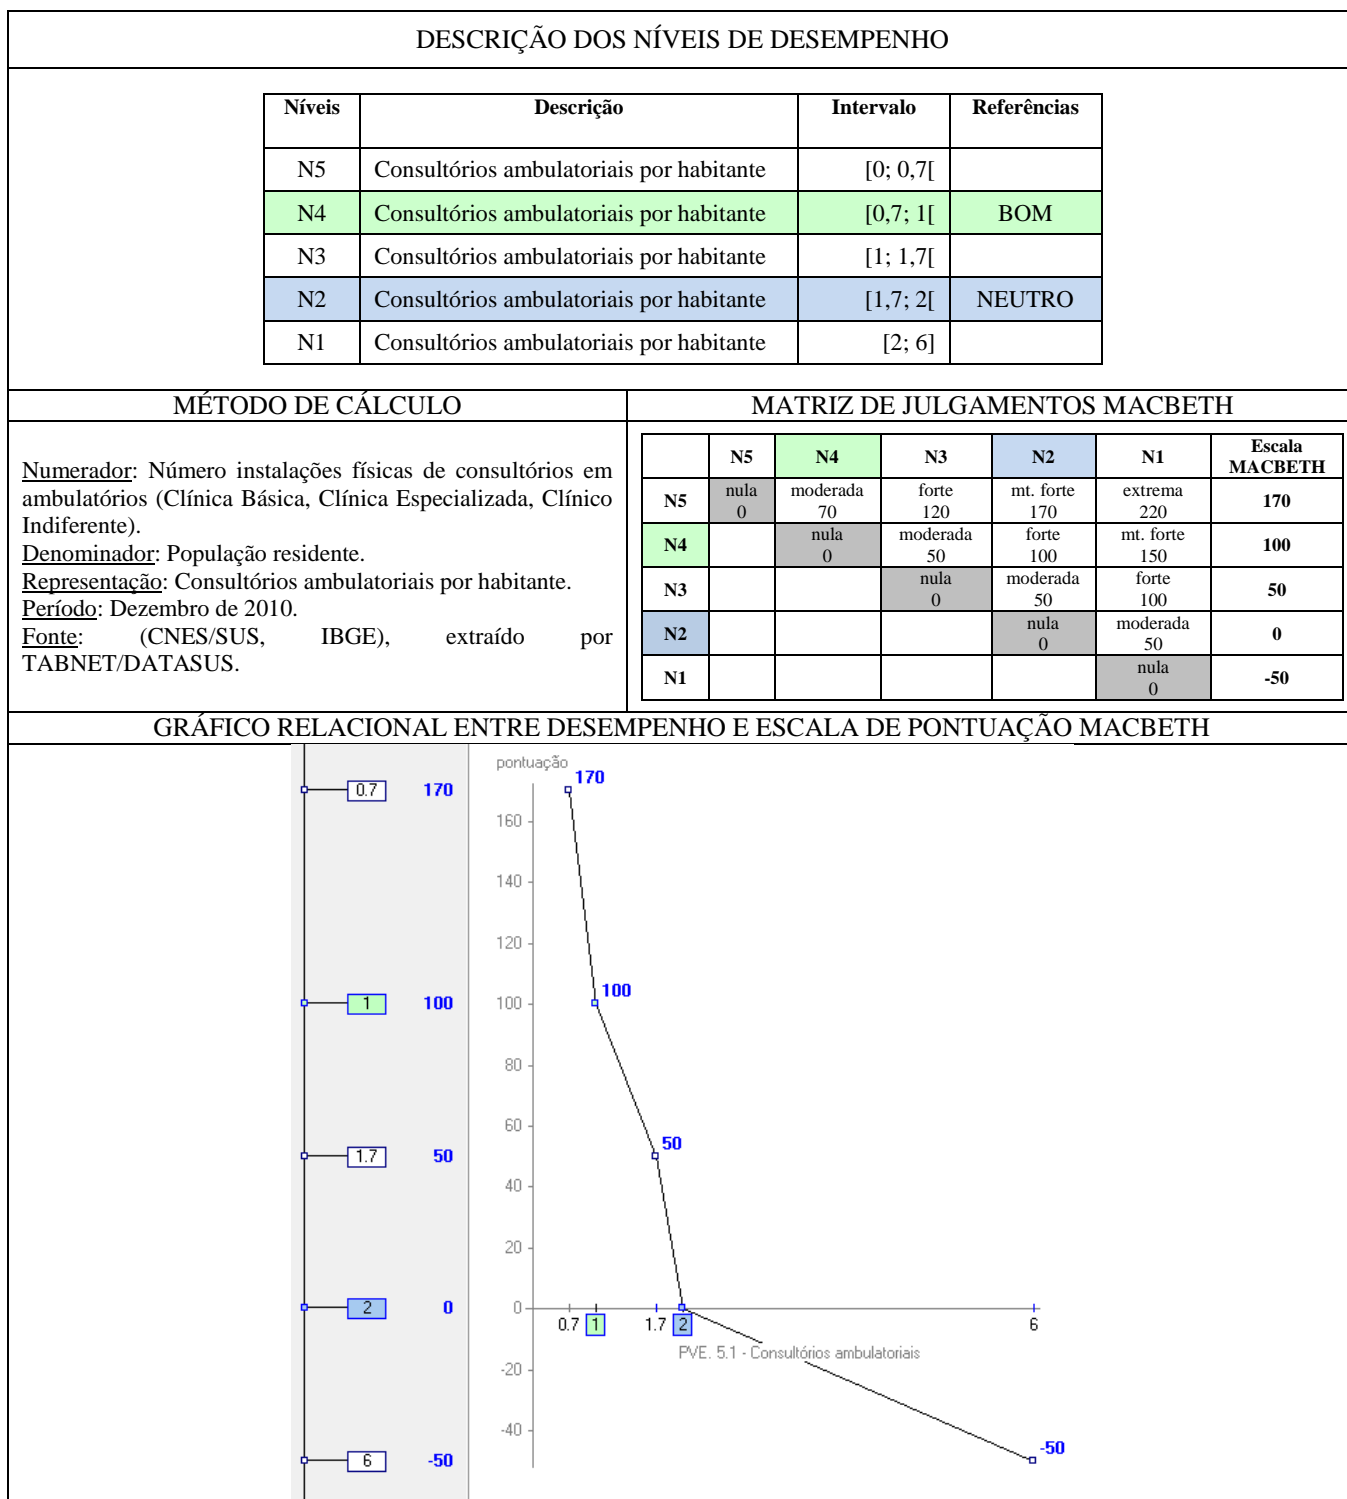 DESCRIÇÃO DOS NÍVEIS DE DESEMPENHO
Níveis Descrição Intervalo Referências
N5 Consultórios ambulatoriais por habitante [0; 0,7[
N4 Consultórios ambulatoriais por habitante [0,7; 1[ BOM
N3 Consultórios ambulatoriais por habitante [1; 1,7[
N2 Consultórios ambulatoriais por habitante [1,7; 2[ NEUTRO
N1 Consultórios ambulatoriais por habitante [2; 6]
MÉTODO DE CÁLCULO
Numerador: Número instalações físicas de consultórios em
ambulatórios (Clínica Básica, Clínica Especializada, Clínico
Indiferente).
Denominador: População residente.
Representação: Consultórios ambulatoriais por habitante.
Período: Dezembro de 2010.
Fonte: (CNES/SUS, IBGE), extraído por
TABNET/DATASUS.
MATRIZ DE JULGAMENTOS MACBETH
N5 N4 N3 N2 N1 Escala
MACBETH
N5 nula moderada forte mt. forte extrema 170
0 70 120 170 220
N4 nula moderada forte mt. forte 100
0 50 100 150
N3 nula moderada forte 50
0 50 100
N2 nula moderada 0
0 50
N1 nula -50
0
GRÁFICO RELACIONAL ENTRE DESEMPENHO E ESCALA DE PONTUAÇÃO MACBETH
0.7 170
1 100
1.7 50
2 0
6 -50
pontuação
170
160
140
120
100 100
80
60
50
40
20
0
0.7 1 1.7 2 6
PVE. 5.1 - Consultórios ambulatoriais
-20
-40
-50